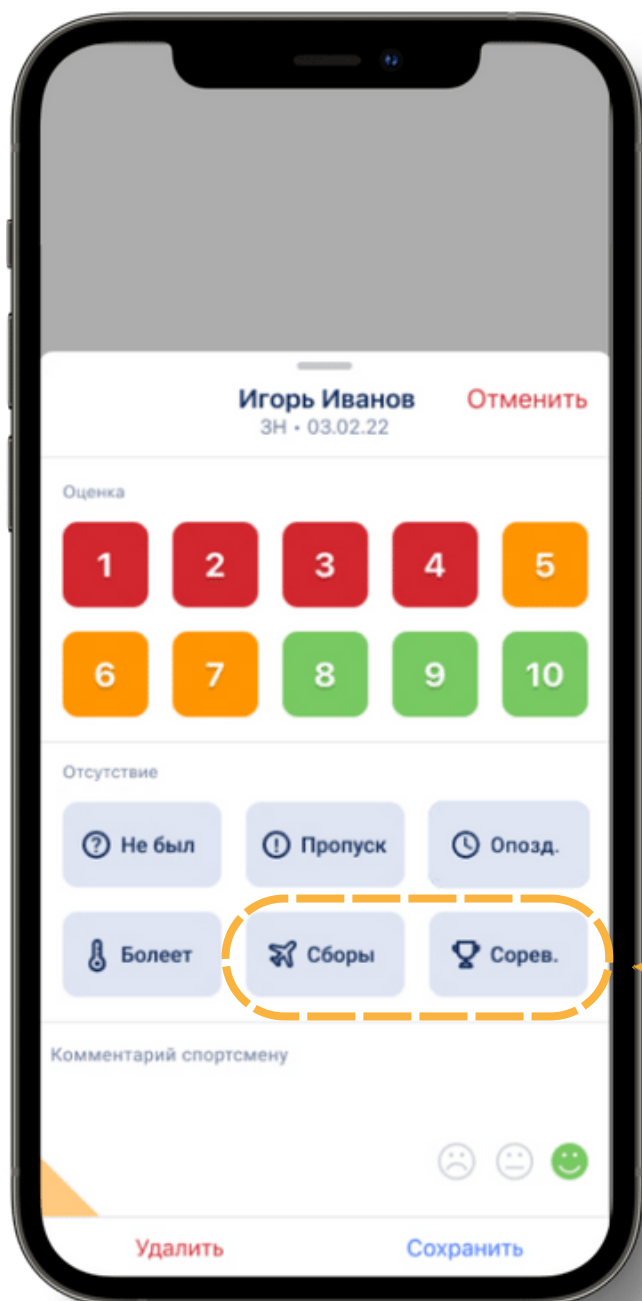 Игорь Иванов
Отменить
ЗН • 03.02.22
Оценка
1 2 3 4 5
6 7 8 9 10
Отсутствие
Не был Пропуск Опозд.
Болеет Сборы Сорев.
Комментарий спортсмену
Удалить Сохранить